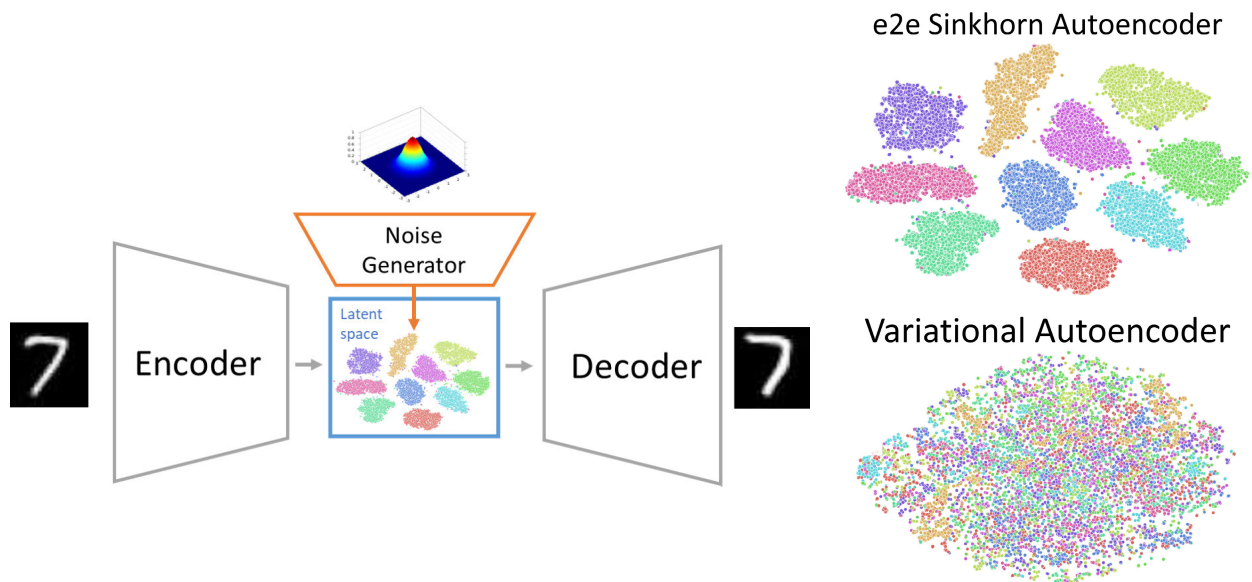 e2e Sinkhorn Autoencoder
Noise
Generator
Latent
space
Encoder
Decoder
Variational Autoencoder